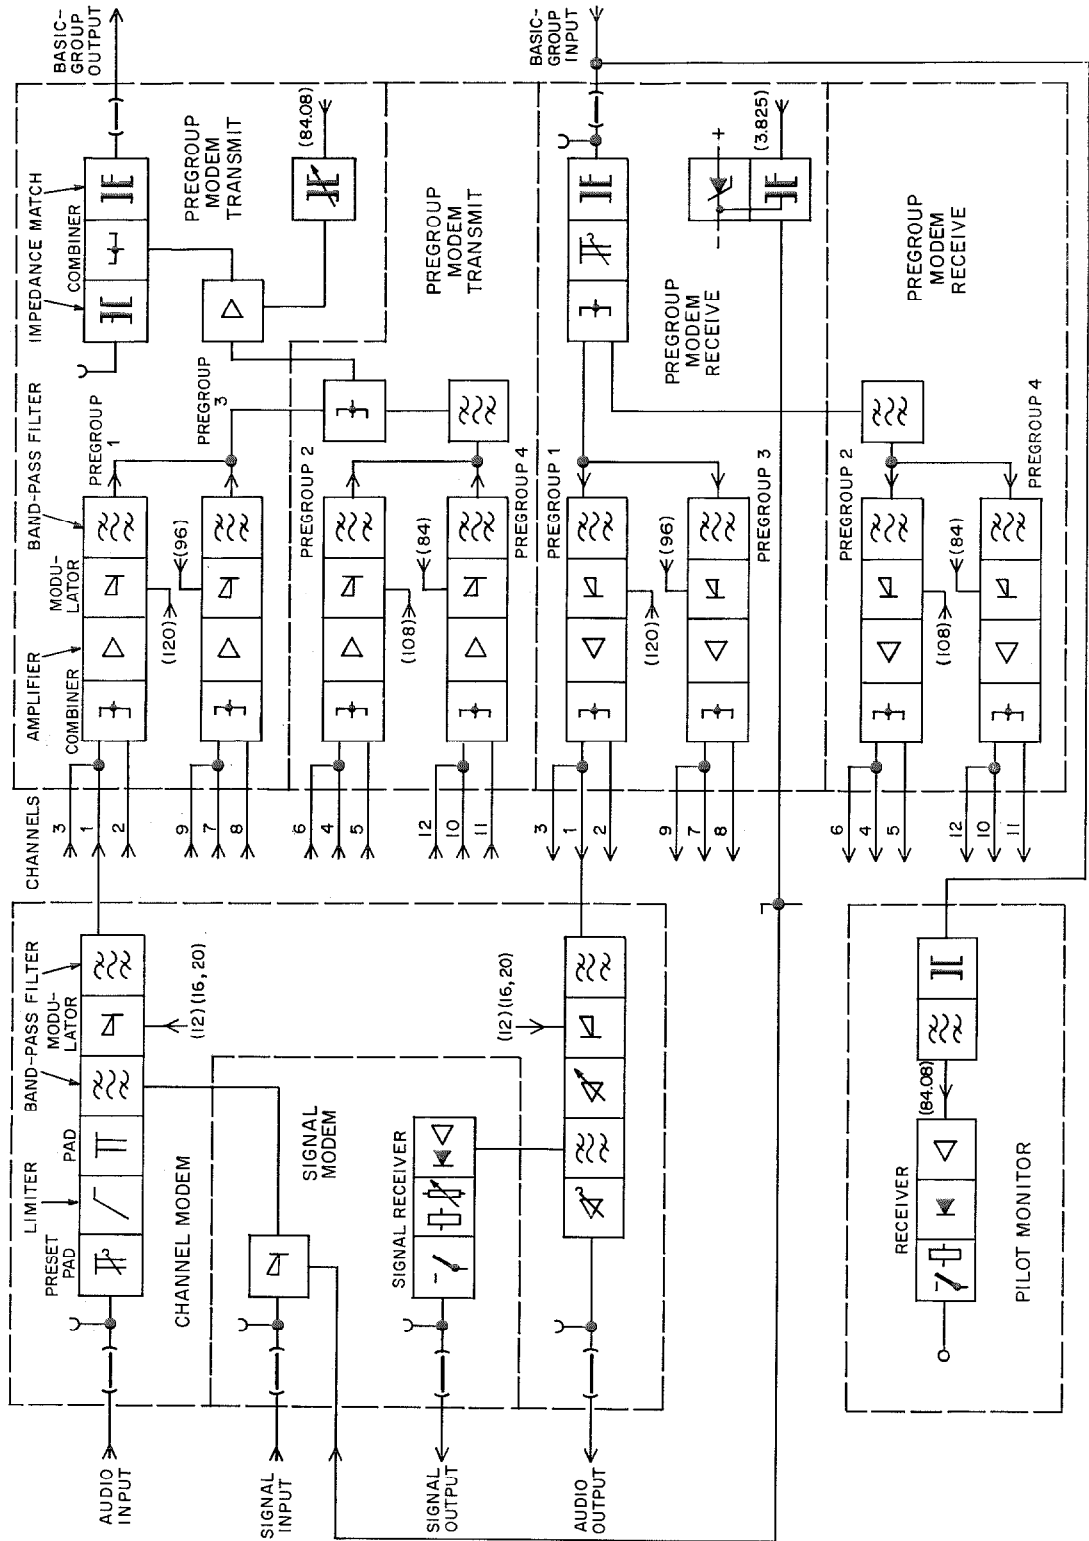 AUDIO
INPUT
SIGNAL
INPUT
SIGNAL
OUTPUT
AUDIO
OUTPUT
PRESET
PAD
LIMITER
PAD
BAND-PASS FILTER
MODU-
LATOR
BAND-PASS FILTER
CHANNEL MODEM
SIGNAL
MODEM
SIGNAL RECEIVER
(12) (16, 20)
(12) (16, 20)
CHANNELS
3
1
2
9
7
8
6
4
5
12
10
11
3
1
2
9
7
8
6
4
5
12
10
11
COMBINER
AMPLIFIER
MODU-
LATOR
BAND-PASS FILTER
(120)
(96)
(108)
(84)
PREGROUP
1
PREGROUP
3
PREGROUP 2
PREGROUP 4
IMPEDANCE MATCH
COMBINER
PREGROUP
MODEM
TRANSMIT
(84.08)
PREGROUP
MODEM
TRANSMIT
BASIC-
GROUP
OUTPUT
BASIC-
GROUP
INPUT
PREGROUP 1
(120)
(96)
PREGROUP 3
PREGROUP
MODEM
RECEIVE
+
-
(3.825)
PREGROUP 2
(108)
(84)
PREGROUP 4
PREGROUP
MODEM
RECEIVE
RECEIVER
(84.08)
PILOT MONITOR